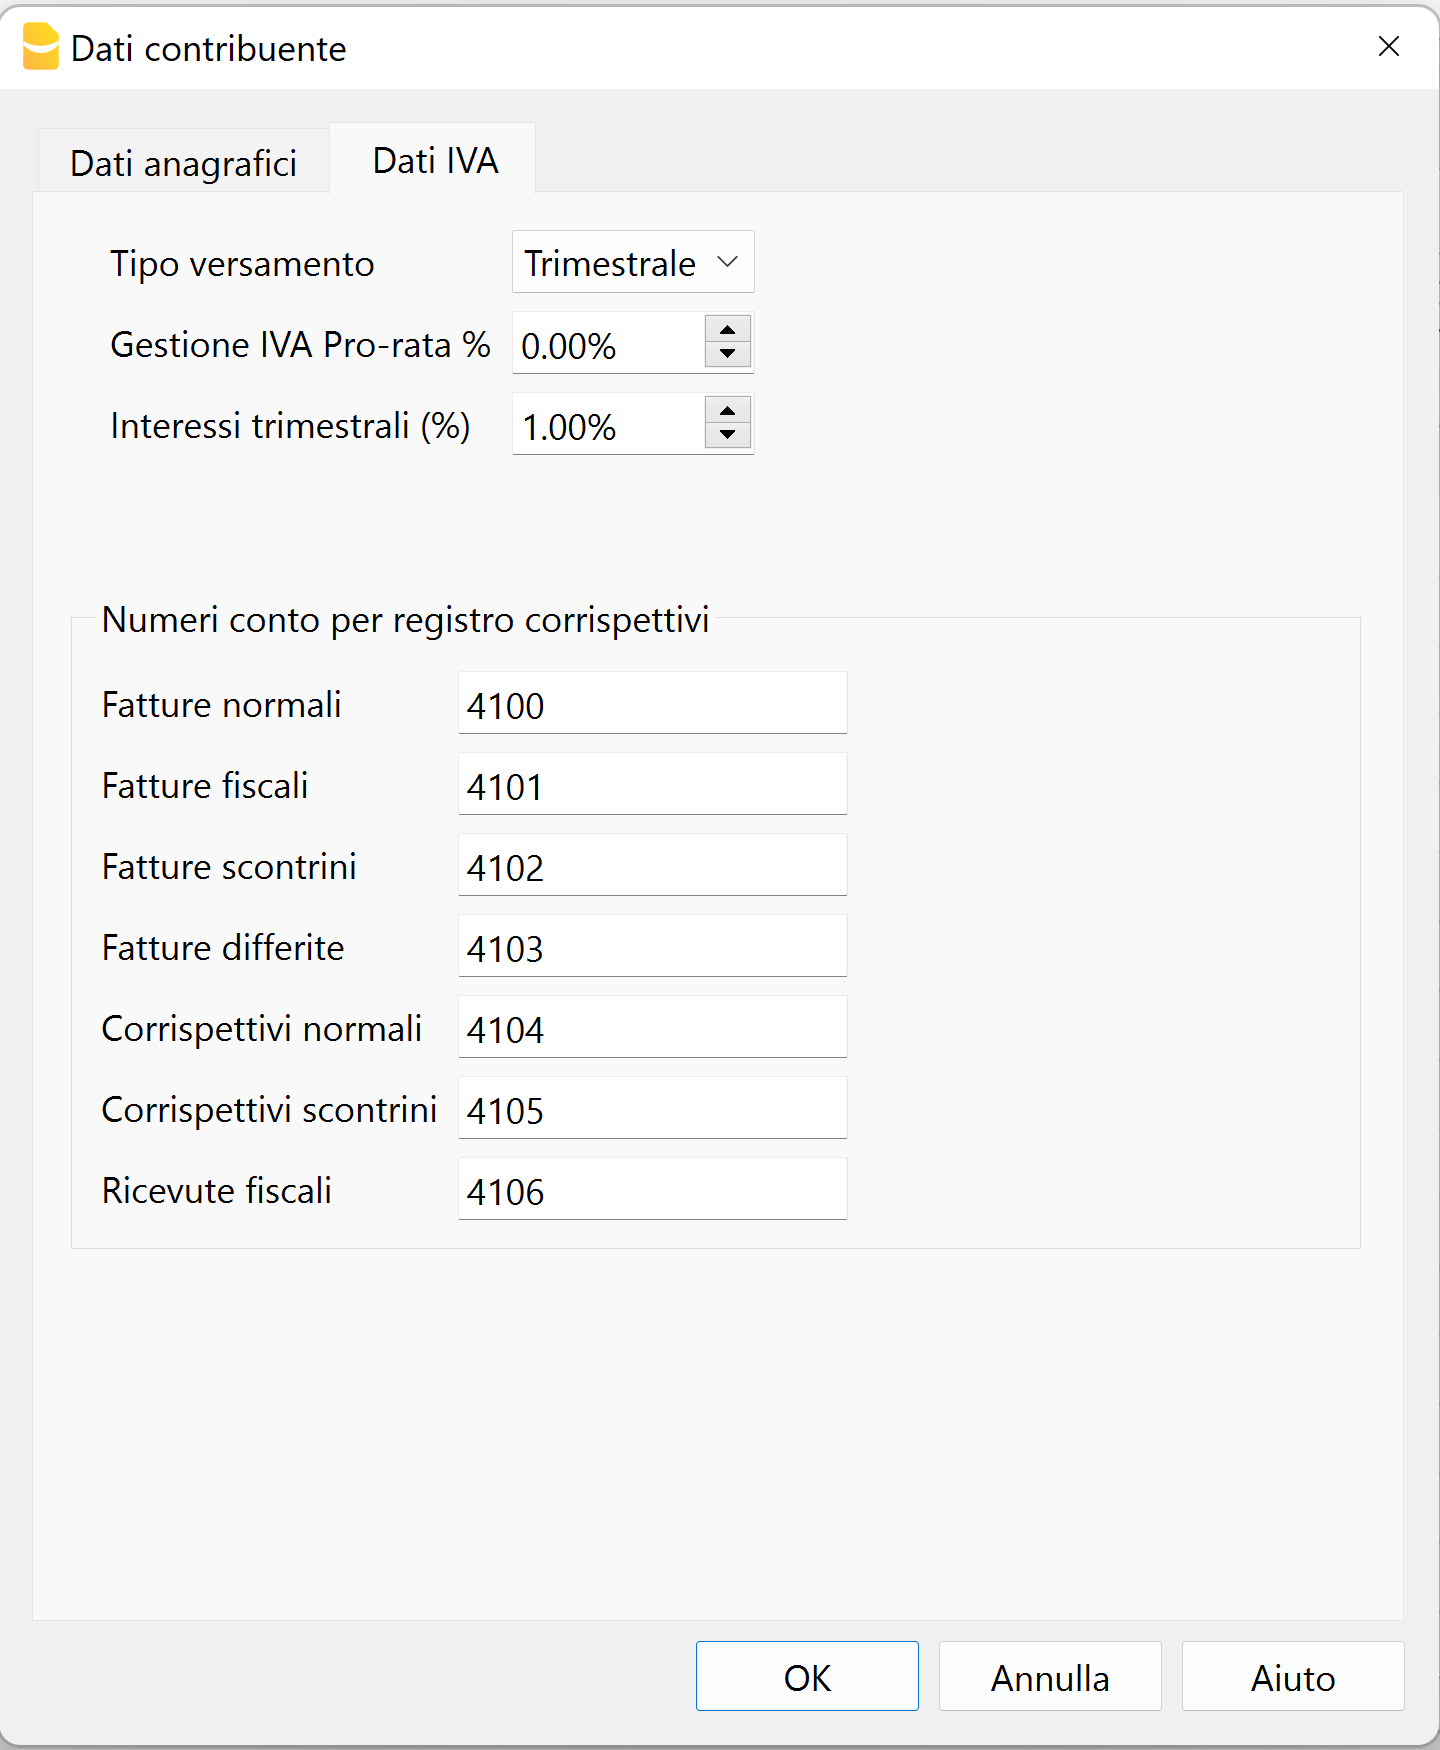 Dati contribuente
Dati anagrafici
Dati IVA
Tipo versamento Trimestrale
Gestione IVA Pro-rata % 0.00%
Interessi trimestrali (%) 1.00%
Numeri conto per registro corrispettivi
Fatture normali 4100
Fatture fiscali 4101
Fatture scontrini 4102
Fatture differite 4103
Corrispettivi normali 4104
Corrispettivi scontrini 4105
Ricevute fiscali 4106
OK Annulla Aiuto